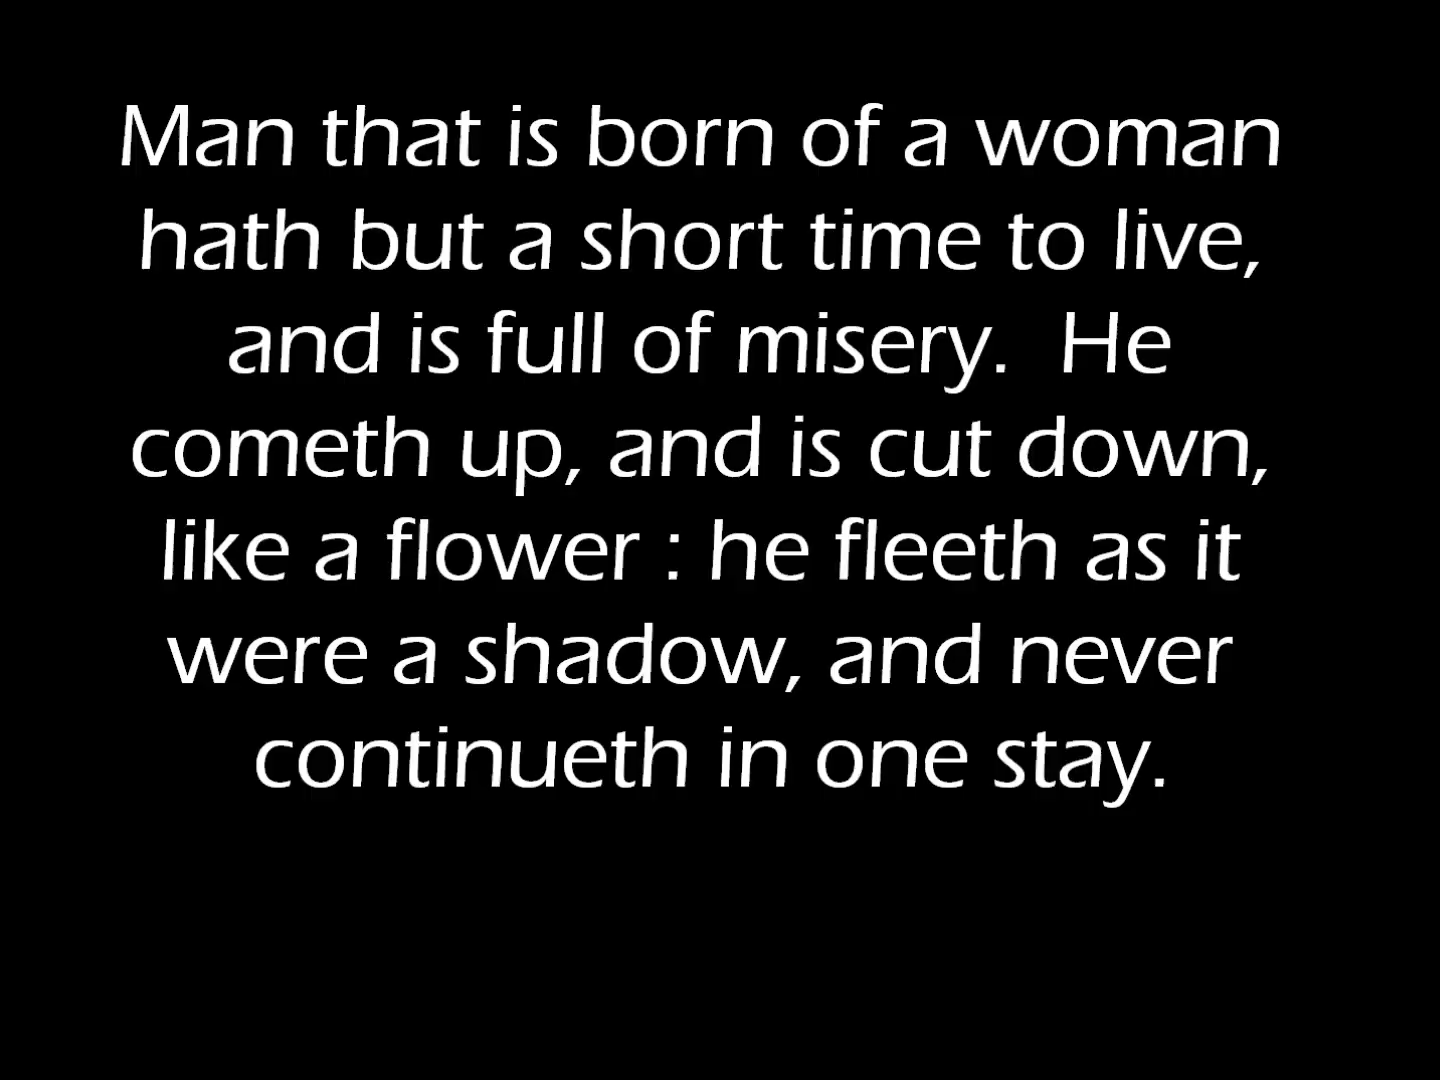 Man that is born of a woman
hath but a short time to live,
and is full of misery.  He
cometh up, and is cut down,
like a flower : he fleeth as it
were a shadow, and never
continueth in one stay.